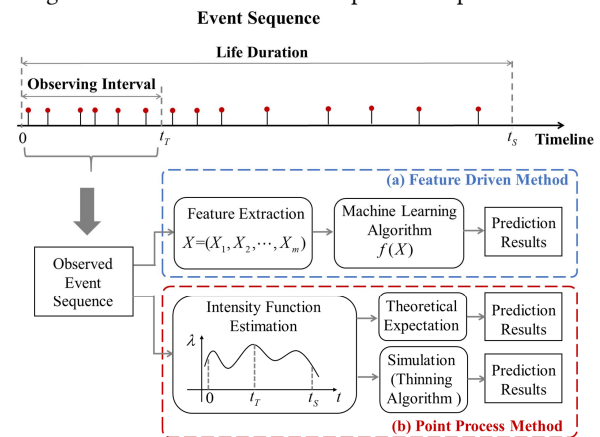 Event Sequence
Life Duration
Observing Interval
0
t_T
t_S
Timeline
(a) Feature Driven Method
Feature Extraction
X=(X_1, X_2, ⋯, X_m)
Machine Learning
Algorithm
f(X)
Prediction
Results
Observed
Event
Sequence
Intensity Function
Estimation
λ
0
t_T
t_S
t
Theoretical
Expectation
Prediction
Results
Simulation
(Thinning
Algorithm )
Prediction
Results
(b) Point Process Method